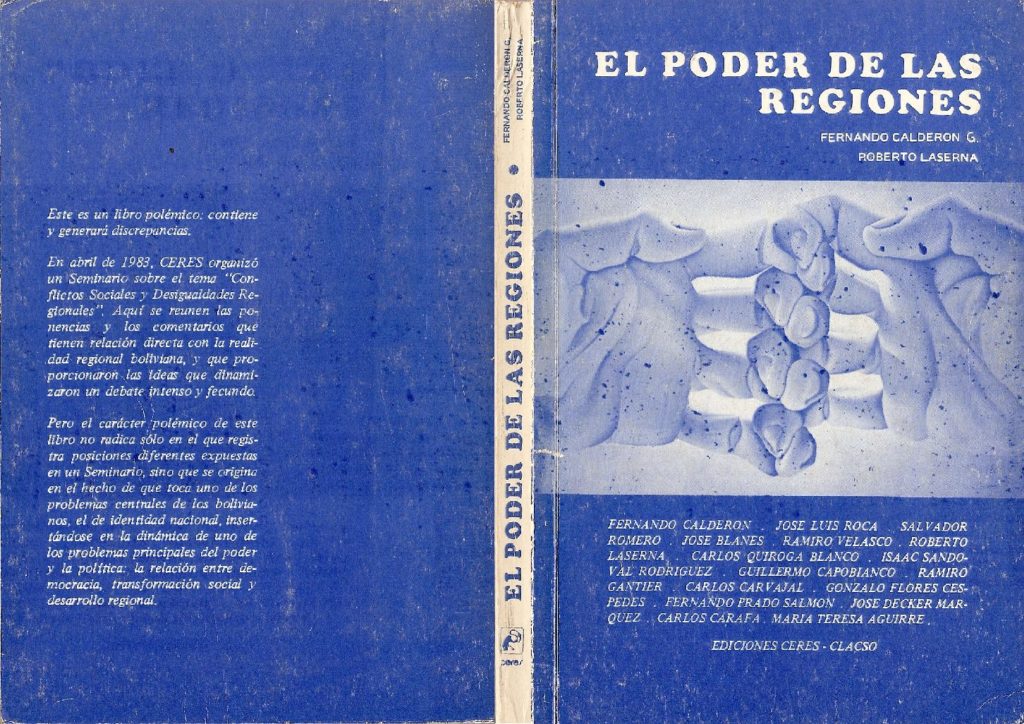 Este es un libro polémico: contiene
y generará discrepancias.
En abril de 1983, CERES organizó
un Seminario sobre el tema “Con-
flictos Sociales y Desigualdades Re-
gionales”. Aquí se reunen las po-
nencias y los comentarios que
tienen relación directa con la reali-
dad regional boliviana, y que pro-
porcionaron las ideas que dinami-
zaron un debate intenso y fecundo.
Pero el carácter polémico de este
libro no radica sólo en el que regis-
tra posiciones diferentes expuestas
en un Seminario, sino que se origina
en el hecho de que toca uno de los
problemas centrales de los bolivia-
nos, el de identidad nacional, inser-
tándose en la dinámica de uno de
los problemas principales del poder
y la política: la relación entre de-
mocracia, transformación social y
desarrollo regional.
FERNANDO CALDERON G.
ROBERTO LASERNA
EL PODER DE LAS REGIONES
ceres
EL PODER DE LAS
REGIONES
FERNANDO CALDERON G.
ROBERTO LASERNA
FERNANDO CALDERON . JOSE LUIS ROCA . SALVADOR
ROMERO . JOSE BLANES . RAMIRO VELASCO . ROBERTO
LASERNA . CARLOS QUIROGA BLANCO . ISAAC SANDO-
VAL RODRIGUEZ . GUILLERMO CAPOBIANCO . RAMIRO
GANTIER . CARLOS CARVAJAL . GONZALO FLORES CES-
PEDES . FERNANDO PRADO SALMON . JOSE DECKER MAR-
QUEZ . CARLOS CARAFA . MARIA TERESA AGUIRRE .
EDICIONES CERES - CLACSO